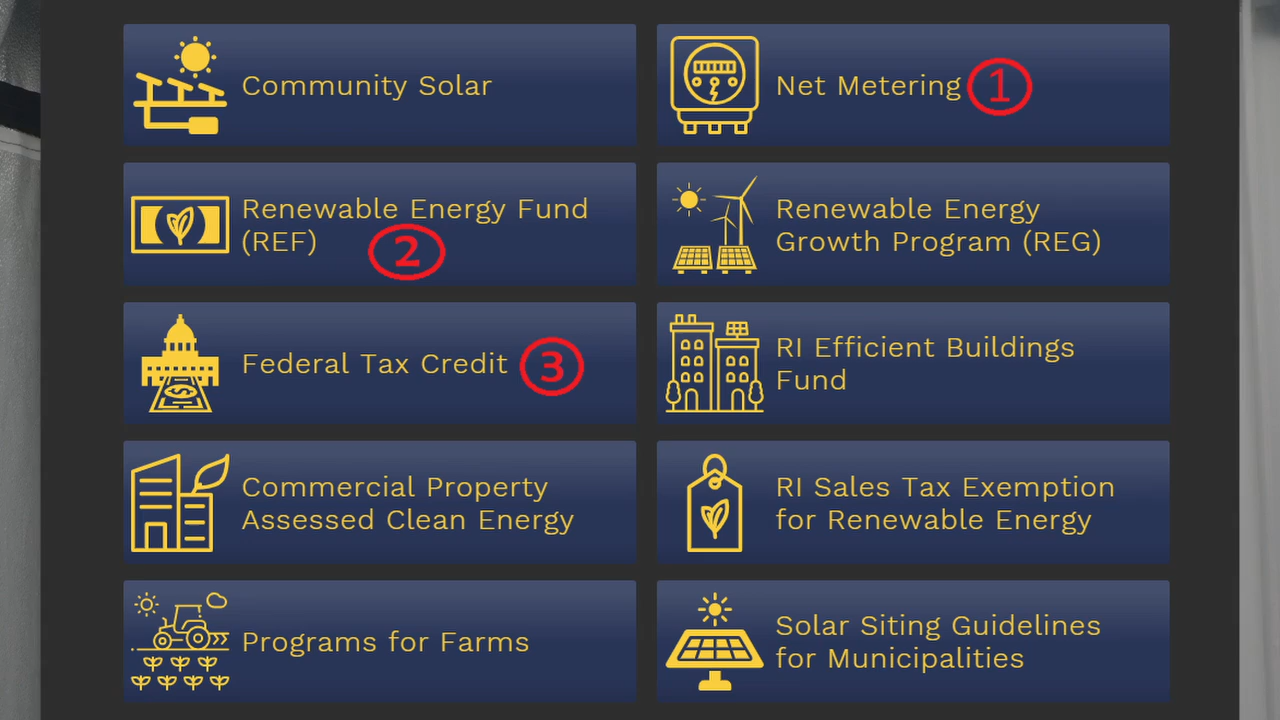 Community Solar
Net Metering 1
Renewable Energy Fund
(REF) 2
Renewable Energy
Growth Program (REG)
Federal Tax Credit 3
RI Efficient Buildings
Fund
Commercial Property
Assessed Clean Energy
RI Sales Tax Exemption
for Renewable Energy
Programs for Farms
Solar Siting Guidelines
for Municipalities